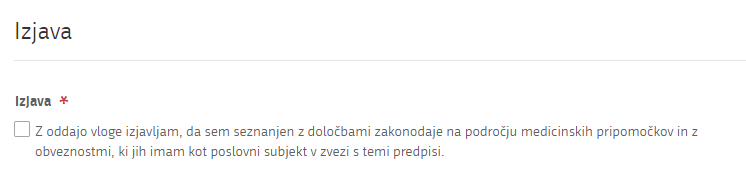 Izjava
Izjava *
Z oddajo vloge izjavljam, da sem seznanjen z določbami zakonodaje na področju medicinskih pripomočkov in z
obveznostmi, ki jih imam kot poslovni subjekt v zvezi s temi predpisi.